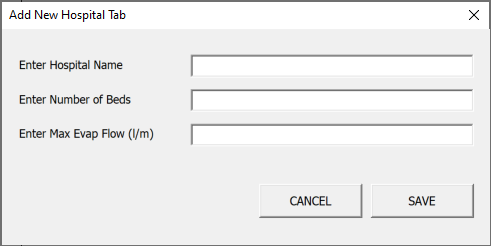 Add New Hospital Tab
Enter Hospital Name
Enter Number of Beds
Enter Max Evap Flow (l/m)
CANCEL SAVE